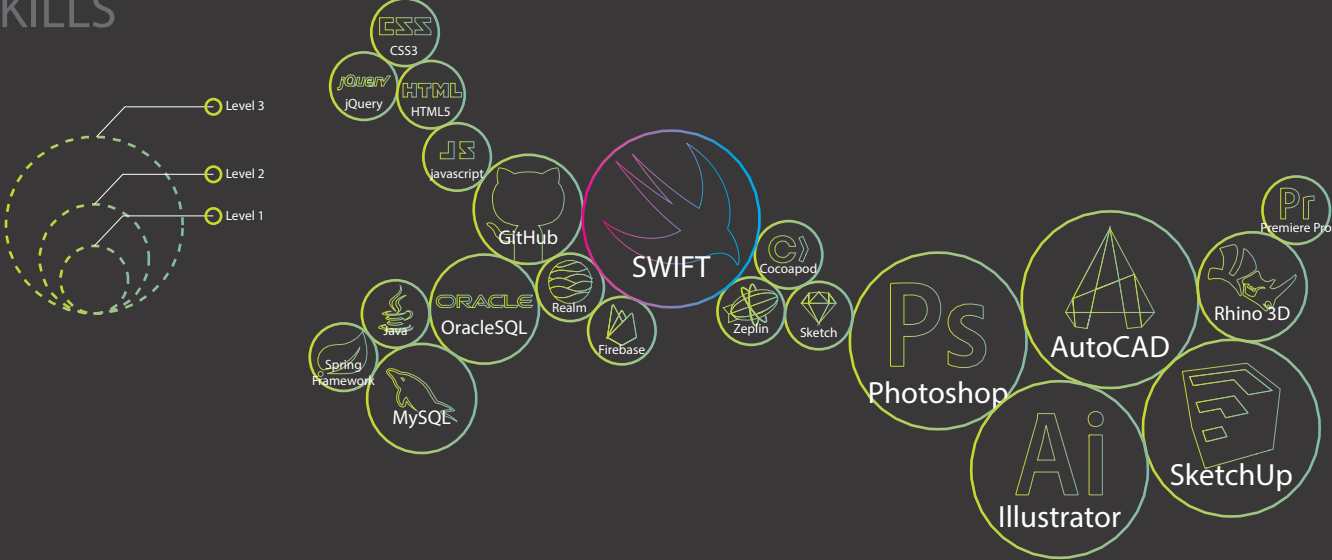 KILLS
Level 3
Level 2
Level 1
CSS
CSS3
jQuery
jQuery
HTML
HTML5
JS
javascript
GitHub
SWIFT
ORACLE
OracleSQL
Realm
Firebase
Java
Spring
Framework
MySQL
Cocoapod
Zeplin
Sketch
Ps
Photoshop
AutoCAD
Ai
Illustrator
SketchUp
Rhino 3D
Pr
Premiere Pro